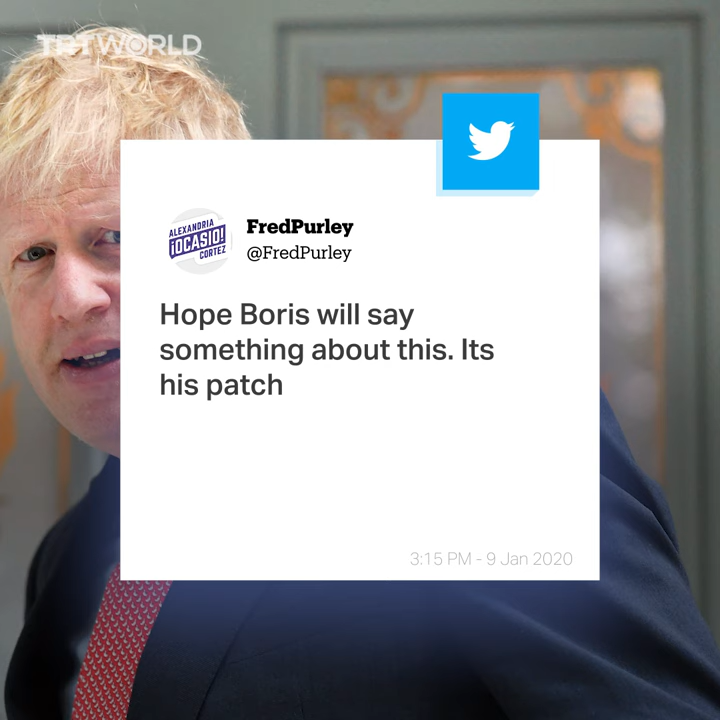 TRT WORLD
ALEXANDRIA
¡OCASIO!
CORTEZ
FredPurley
@FredPurley
Hope Boris will say
something about this. Its
his patch
3:15 PM - 9 Jan 2020